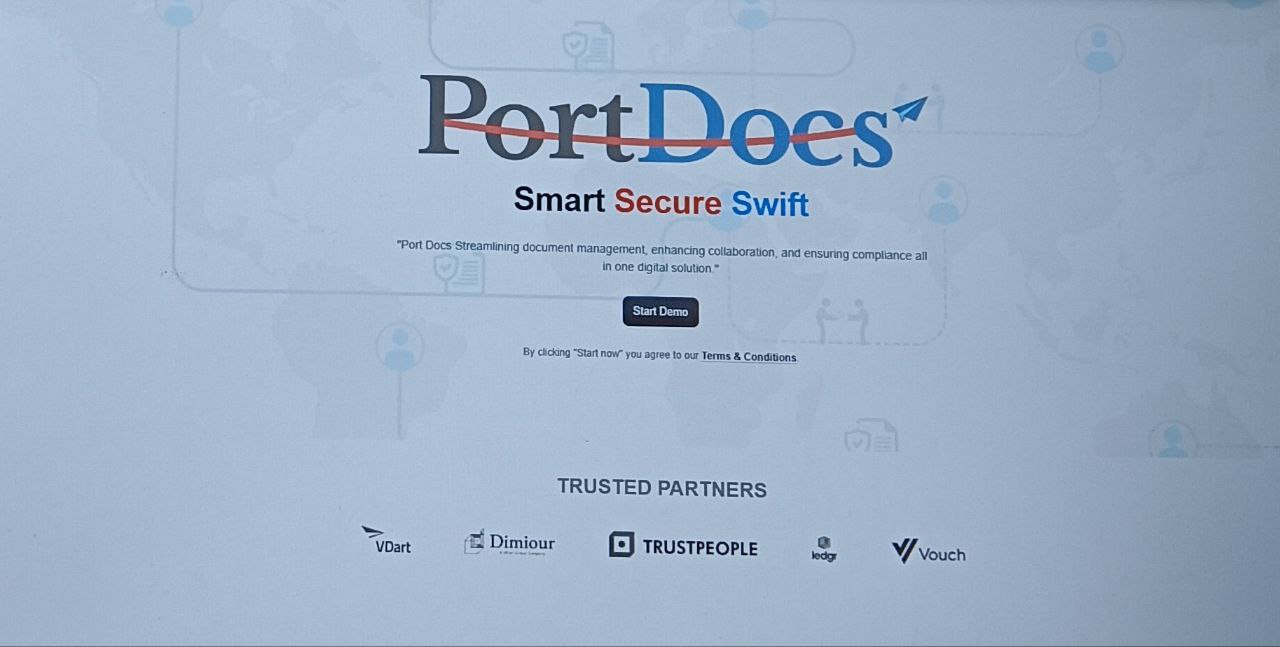 PortDocs
Smart Secure Swift
"Port Docs Streamlining document management, enhancing collaboration, and ensuring compliance all
in one digital solution."
Start Demo
By clicking "Start now" you agree to our Terms & Conditions.
TRUSTED PARTNERS
VDart
Dimiour
TRUSTPEOPLE
ledgr
Vouch